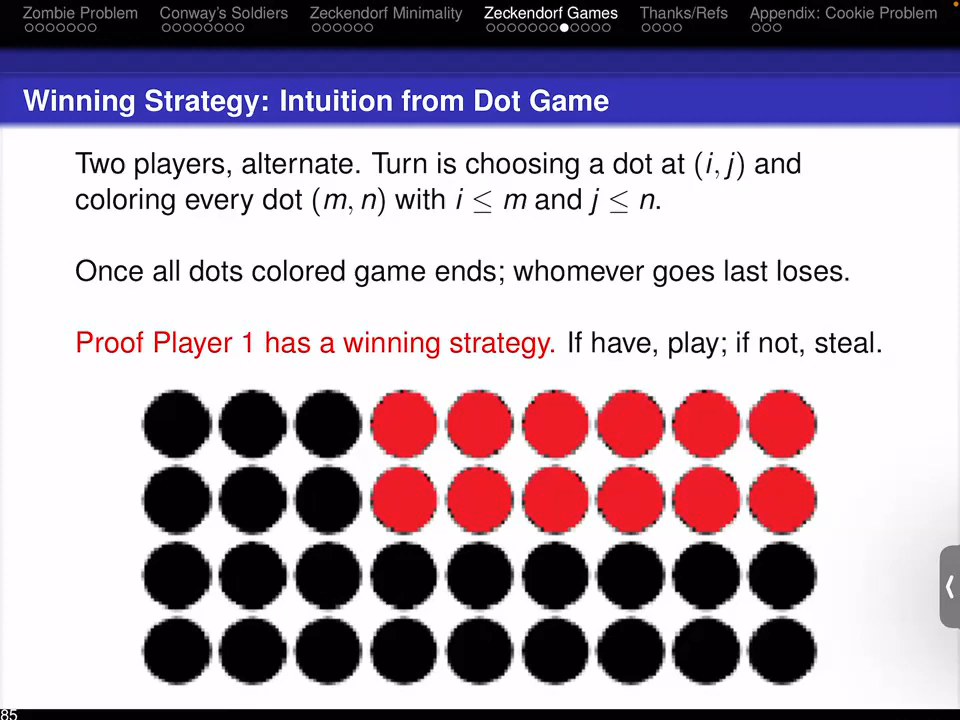 Zombie Problem Conway's Soldiers Zeckendorf Minimality Zeckendorf Games Thanks/Refs Appendix: Cookie Problem
Winning Strategy: Intuition from Dot Game
Two players, alternate. Turn is choosing a dot at (i, j) and
coloring every dot (m, n) with i ≤ m and j ≤ n.
Once all dots colored game ends; whomever goes last loses.
Proof Player 1 has a winning strategy. If have, play; if not, steal.
85